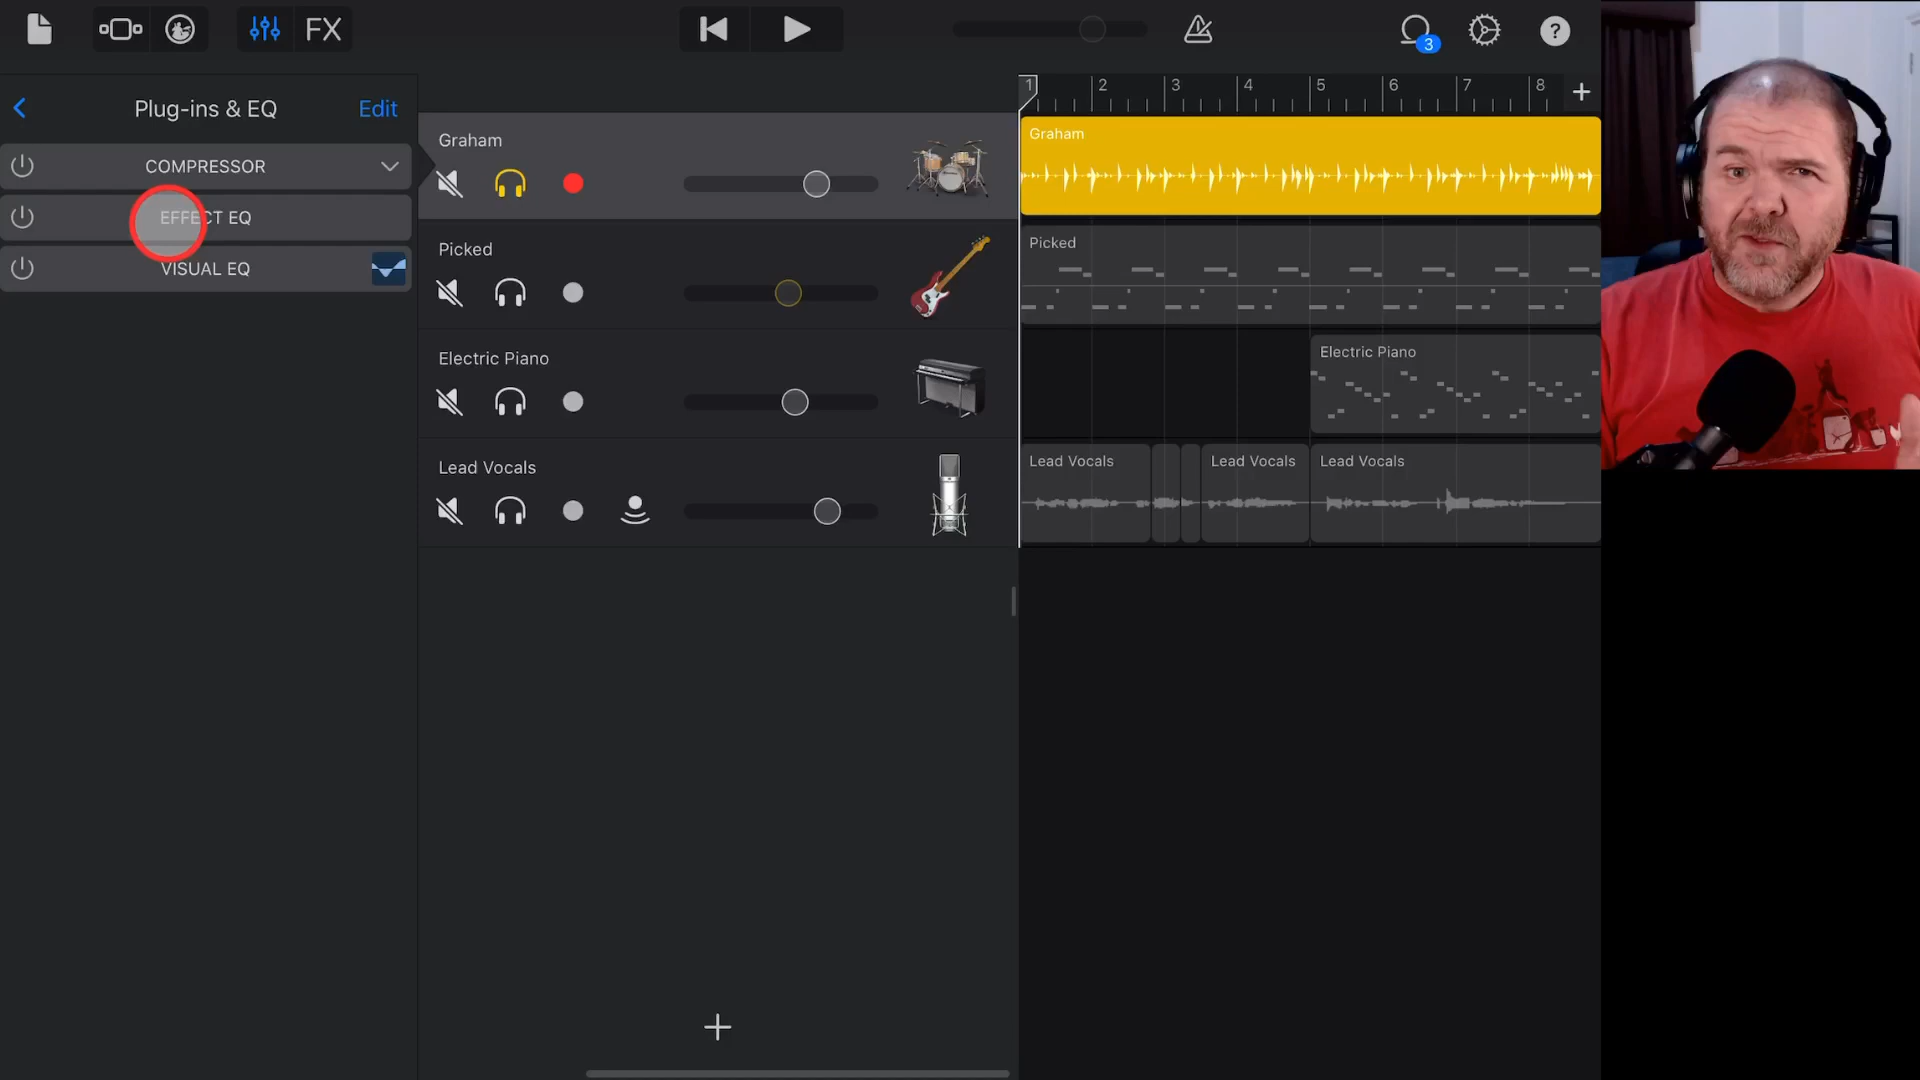 FX
3
?
Plug-ins & EQ
Edit
COMPRESSOR
EFFECT EQ
VISUAL EQ
Graham
Picked
Electric Piano
Lead Vocals
1 2 3 4 5 6 7 8
Graham
Picked
Electric Piano
Lead Vocals
Lead Vocals
Lead Vocals